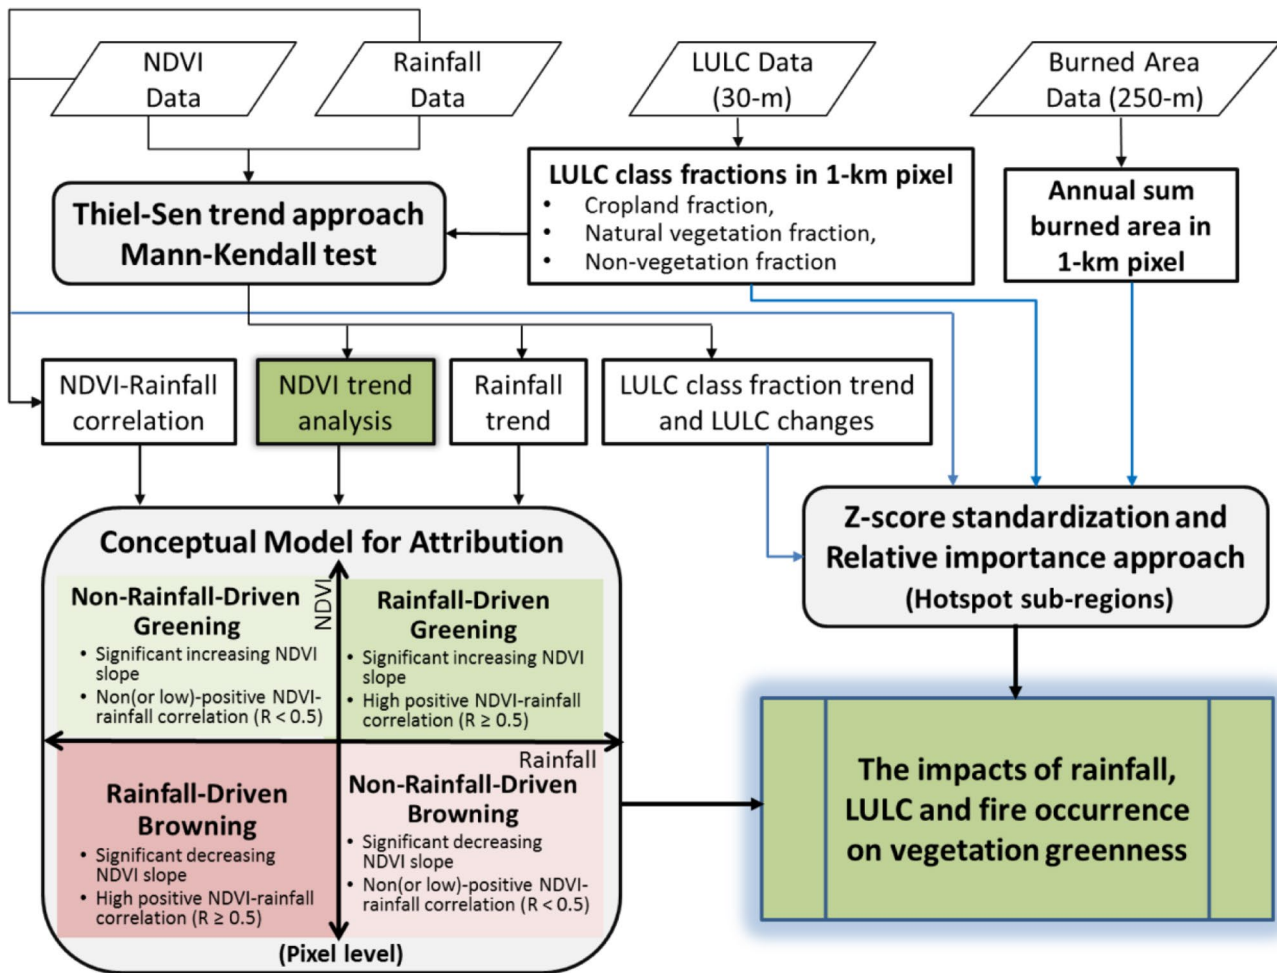 NDVI
Data
Rainfall
Data
LULC Data
(30-m)
Burned Area
Data (250-m)
Thiel-Sen trend approach
Mann-Kendall test
LULC class fractions in 1-km pixel
• Cropland fraction,
• Natural vegetation fraction,
• Non-vegetation fraction
Annual sum
burned area in
1-km pixel
NDVI-Rainfall
correlation
NDVI trend
analysis
Rainfall
trend
LULC class fraction trend
and LULC changes
Z-score standardization and
Relative importance approach
(Hotspot sub-regions)
Conceptual Model for Attribution
NDVI
Non-Rainfall-Driven
Greening
• Significant increasing NDVI
slope
• Non(or low)-positive NDVI-
rainfall correlation (R < 0.5)
Rainfall-Driven
Greening
• Significant increasing NDVI
slope
• High positive NDVI-rainfall
correlation (R ≥ 0.5)
Rainfall
Rainfall-Driven
Browning
• Significant decreasing
NDVI slope
• High positive NDVI-rainfall
correlation (R ≥ 0.5)
Non-Rainfall-Driven
Browning
• Significant decreasing
NDVI slope
• Non(or low)-positive NDVI-
rainfall correlation (R < 0.5)
(Pixel level)
The impacts of rainfall,
LULC and fire occurrence
on vegetation greenness